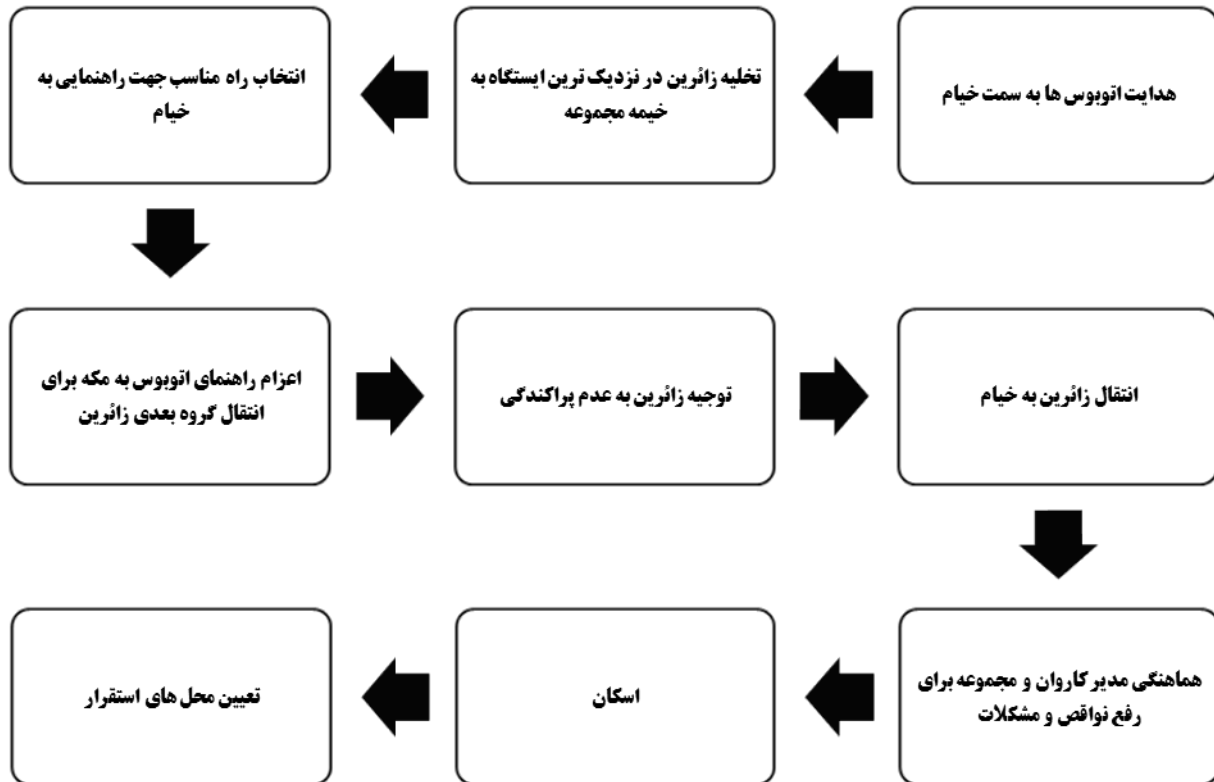 هدایت اتوبوس ها به سمت خیام
تخلیه زائرین در نزدیک ترین ایستگاه به
خیمه مجموعه
انتخاب راه مناسب جهت راهنمایی به
خیام
اعزام راهنمای اتوبوس به مکه برای
انتقال گروه بعدی زائرین
توجیه زائرین به عدم پراکندگی
انتقال زائرین به خیام
هماهنگی مدیر کاروان و مجموعه برای
رفع نواقص و مشکلات
اسکان
تعیین محل های استقرار